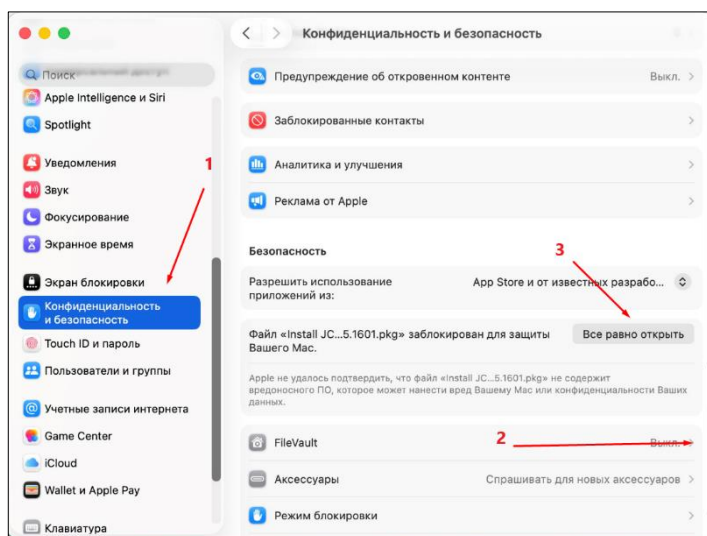 Конфиденциальность и безопасность
Поиск
Apple Intelligence и Siri
Spotlight
Уведомления
1
Звук
Фокусирование
Экранное время
Экран блокировки
Конфиденциальность
и безопасность
Touch ID и пароль
Пользователи и группы
Учетные записи интернета
Game Center
iCloud
Wallet и Apple Pay
Клавиатура
Предупреждение об откровенном контенте
Выкл.
Заблокированные контакты
Аналитика и улучшения
Реклама от Apple
Безопасность
3
Разрешить использование
приложений из:
App Store и от известных разрабо...
Файл «Install JC...5.1601.pkg» заблокирован для защиты
Вашего Mac.
Все равно открыть
Apple не удалось подтвердить, что файл «Install JC...5.1601.pkg» не содержит
вредоносного ПО, которое может нанести вред Вашему Mac или конфиденциальности Ваших
данных.
FileVault
2
Выкл.
Аксессуары
Спрашивать для новых аксессуаров
Режим блокировки